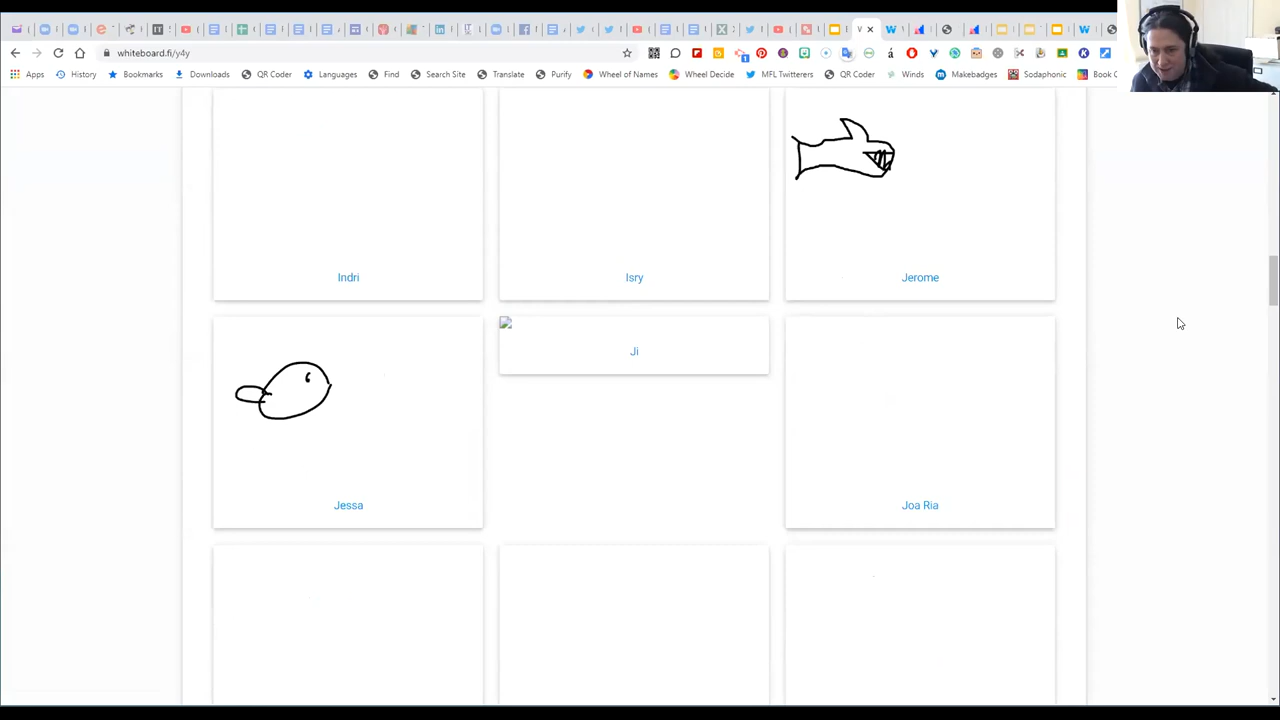 V
whiteboard.fi/y4y
Apps
History
Bookmarks
Downloads
QR Coder
Languages
Find
Search Site
Translate
Purify
Wheel of Names
Wheel Decide
MFL Twitterers
QR Coder
Winds
Makebadges
Sodaphonic
Book C
Indri
Isry
Jerome
Ji
Jessa
Joa Ria